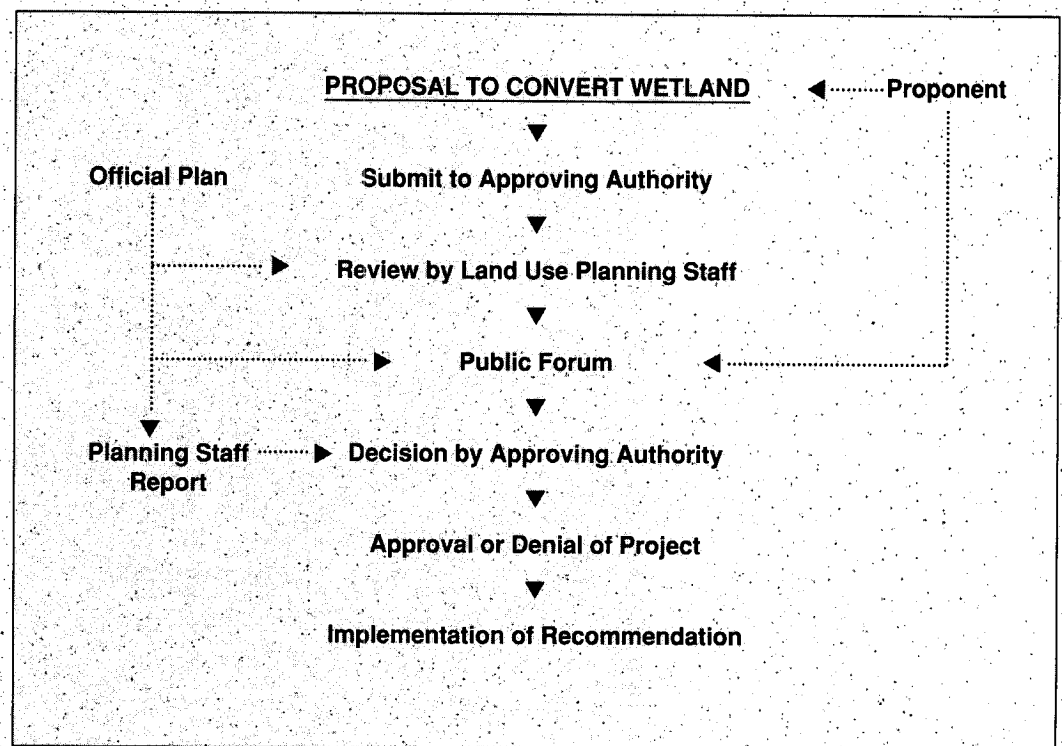 PROPOSAL TO CONVERT WETLAND
Proponent
Official Plan
Submit to Approving Authority
Review by Land Use Planning Staff
Public Forum
Planning Staff
Report
Decision by Approving Authority
Approval or Denial of Project
Implementation of Recommendation